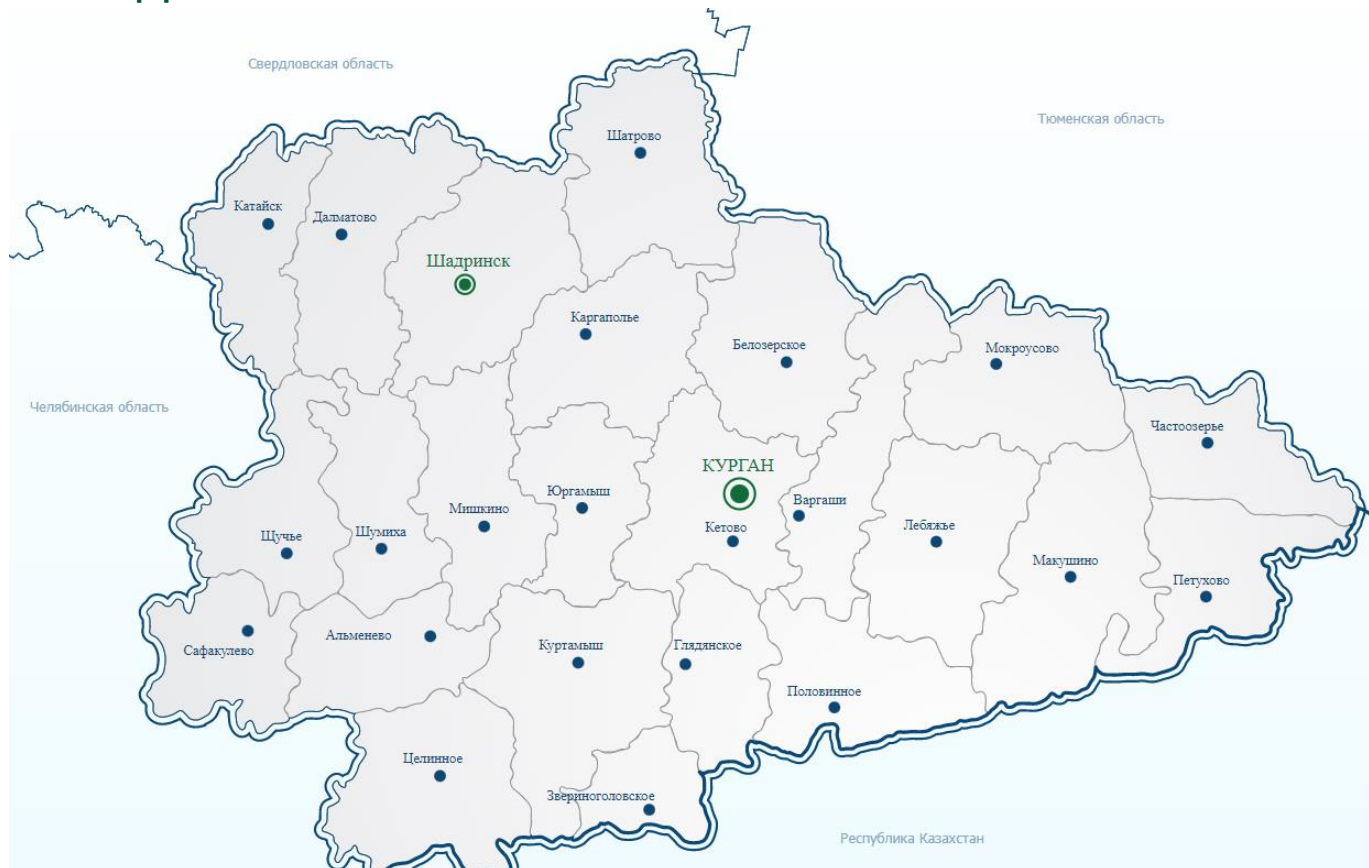 Свердловская область
Тюменская область
Шатрово
Катайск
Далматово
Шадринск
Каргаполье
Белозерское
Мокроусово
Челябинская область
Частоозерье
КУРГАН
Юргамыш
Мишкино
Варгаши
Кетово
Лебяжье
Щучье
Шумиха
Макушино
Петухово
Альменево
Сафакулево
Куртамыш
Глядянское
Половинное
Целинное
Звериноголовское
Республика Казахстан